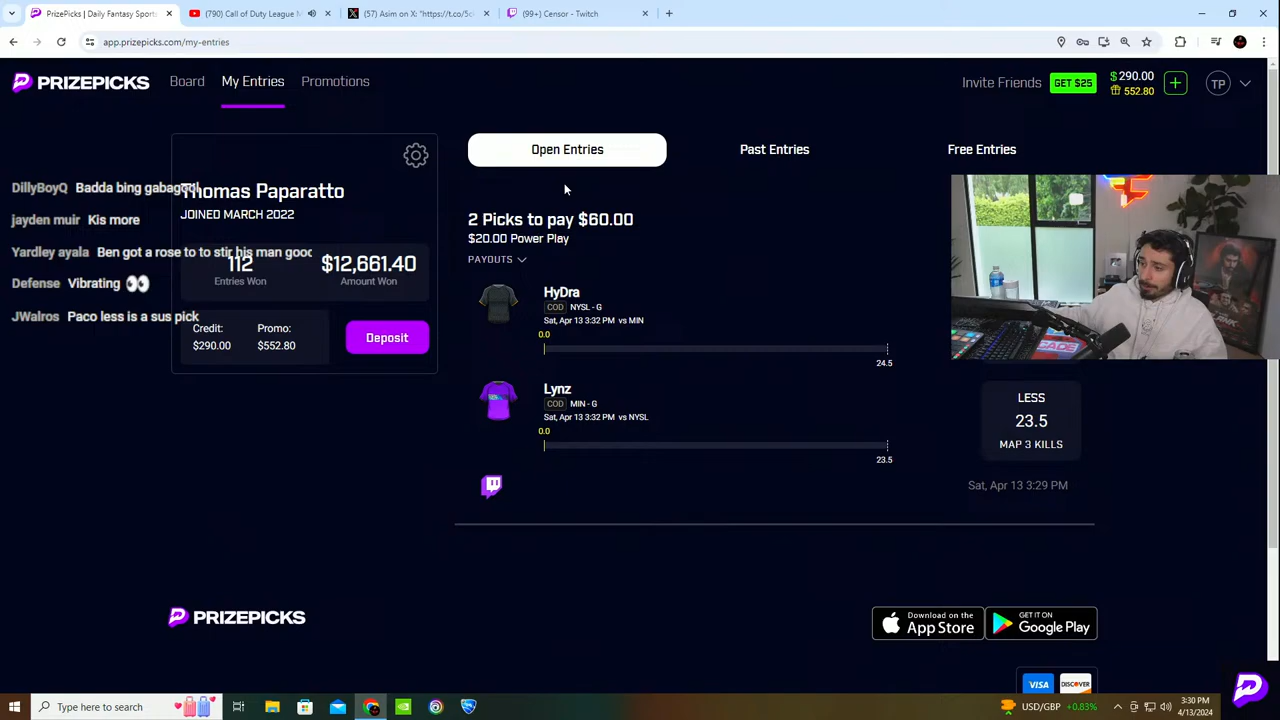 PrizePicks | Daily Fantasy Sport
(790) Call of Duty League M
(57) Asim on X: "https://t.co/5c
(99+) Censor - Twitch
app.prizepicks.com/my-entries
PRIZEPICKS
Board
My Entries
Promotions
Invite Friends
GET $25
$290.00
552.80
TP
Thomas Paparatto
JOINED MARCH 2022
112
Entries Won
$12,661.40
Amount Won
Credit:
$290.00
Promo:
$552.80
Deposit
DillyBoyQ Badda bing gabagool
jayden muir Kis more
Yardley ayala Ben got a rose to to stir his man good
Defense Vibrating 👀
JWalros Paco less is a sus pick
Open Entries
Past Entries
Free Entries
2 Picks to pay $60.00
$20.00 Power Play
PAYOUTS
HyDra
COD NYSL - G
Sat, Apr 13 3:32 PM vs MIN
0.0
24.5
Lynz
COD MIN - G
Sat, Apr 13 3:32 PM vs NYSL
0.0
23.5
LESS
23.5
MAP 3 KILLS
Sat, Apr 13 3:29 PM
PRIZEPICKS
Download on the
App Store
GET IT ON
Google Play
VISA
DISCOVER
Type here to search
USD/GBP +0.83%
3:30 PM
4/13/2024